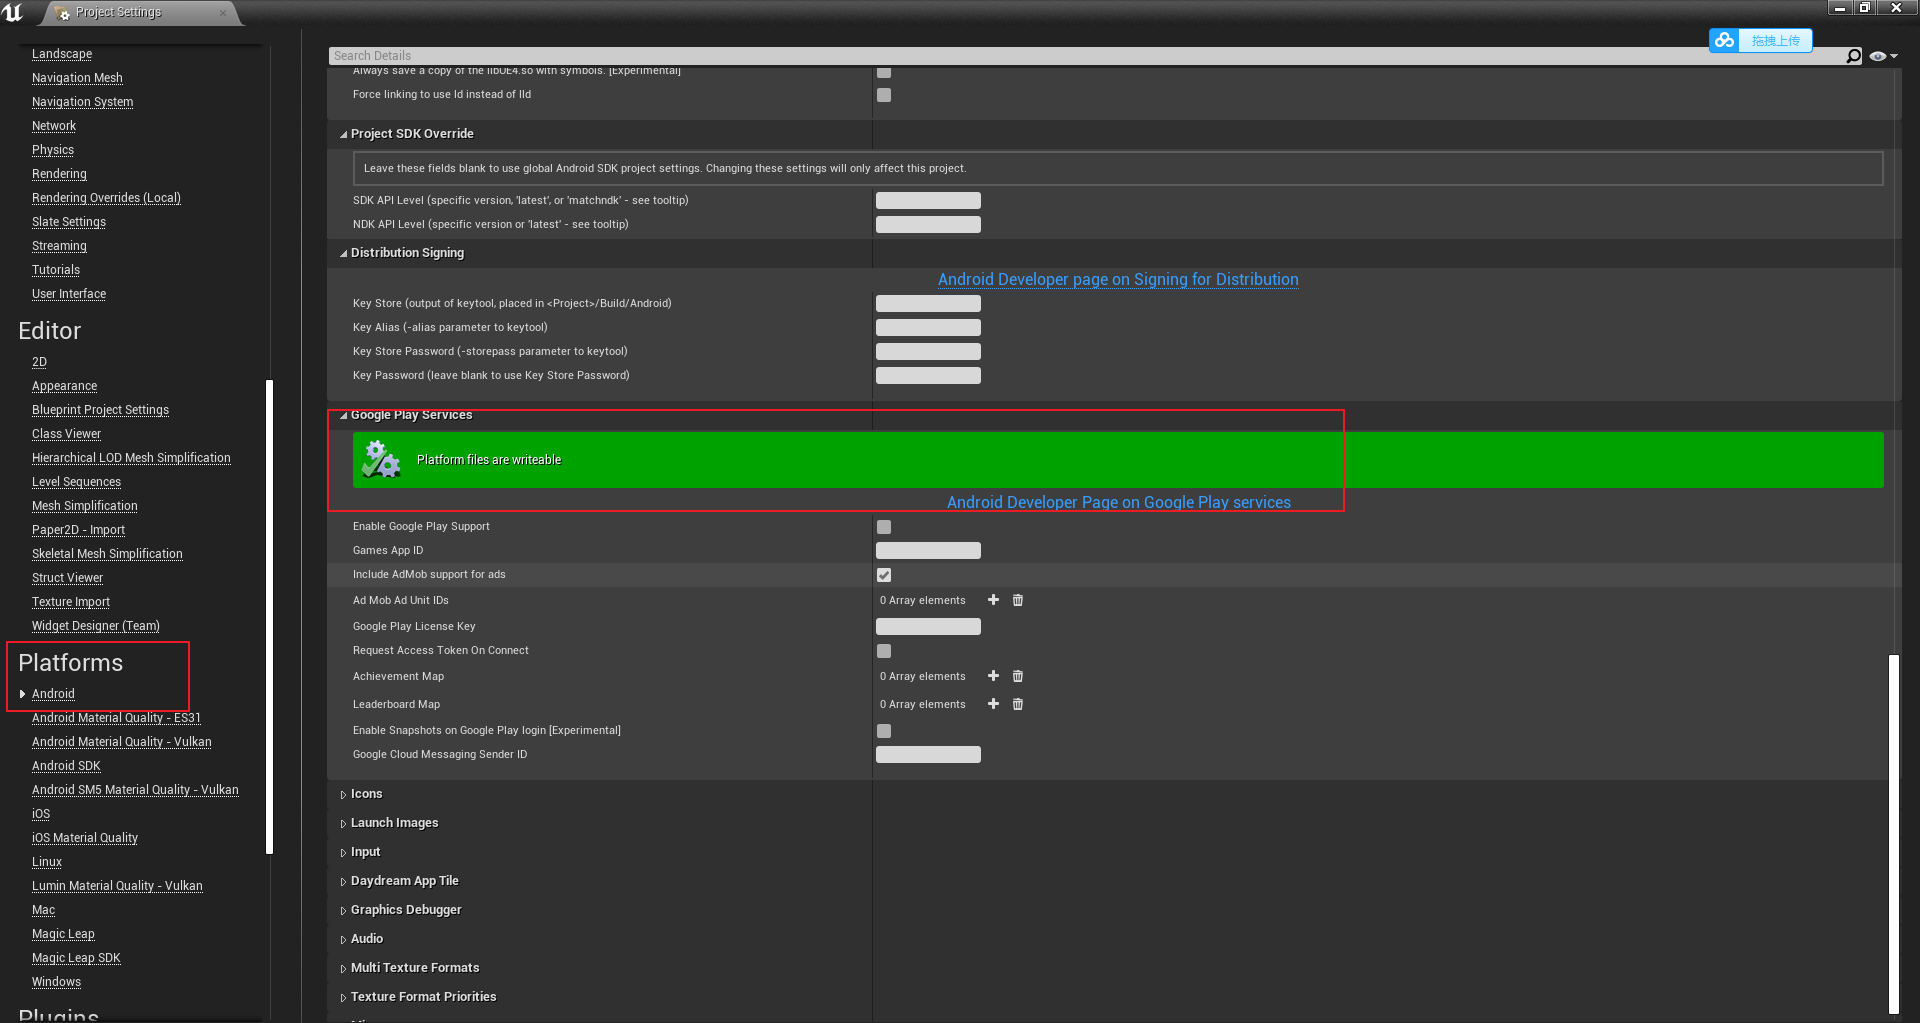 Project Settings
拖拽上传
Landscape
Navigation Mesh
Navigation System
Network
Physics
Rendering
Rendering Overrides (Local)
Slate Settings
Streaming
Tutorials
User Interface
Editor
2D
Appearance
Blueprint Project Settings
Class Viewer
Hierarchical LOD Mesh Simplification
Level Sequences
Mesh Simplification
Paper2D - Import
Skeletal Mesh Simplification
Struct Viewer
Texture Import
Widget Designer (Team)
Platforms
Android
Android Material Quality - ES31
Android Material Quality - Vulkan
Android SDK
Android SM5 Material Quality - Vulkan
iOS
iOS Material Quality
Linux
Lumin Material Quality - Vulkan
Mac
Magic Leap
Magic Leap SDK
Windows
Plugins
Search Details
Always save a copy of the libUE4.so with symbols. [Experimental]
Force linking to use ld instead of lld
Project SDK Override
Leave these fields blank to use global Android SDK project settings. Changing these settings will only affect this project.
SDK API Level (specific version, 'latest', or 'matchndk' - see tooltip)
NDK API Level (specific version or 'latest' - see tooltip)
Distribution Signing
Android Developer page on Signing for Distribution
Key Store (output of keytool, placed in <Project>/Build/Android)
Key Alias (-alias parameter to keytool)
Key Store Password (-storepass parameter to keytool)
Key Password (leave blank to use Key Store Password)
Google Play Services
Platform files are writeable
Android Developer Page on Google Play services
Enable Google Play Support
Games App ID
Include AdMob support for ads
Ad Mob Ad Unit IDs 0 Array elements
Google Play License Key
Request Access Token On Connect
Achievement Map 0 Array elements
Leaderboard Map 0 Array elements
Enable Snapshots on Google Play login [Experimental]
Google Cloud Messaging Sender ID
Icons
Launch Images
Input
Daydream App Tile
Graphics Debugger
Audio
Multi Texture Formats
Texture Format Priorities